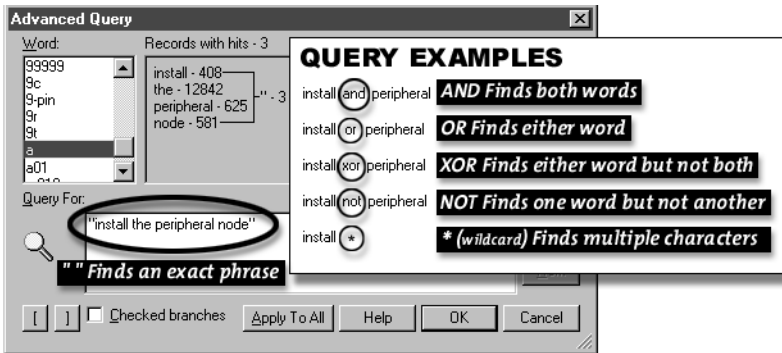 Advanced Query
Word:
Records with hits - 3
99999
9c
9-pin
9r
9t
a
a01
install - 408
the - 12842
peripheral - 625
node - 581
" - 3
QUERY EXAMPLES
install and peripheral AND Finds both words
install or peripheral OR Finds either word
install xor peripheral XOR Finds either word but not both
install not peripheral NOT Finds one word but not another
install * * (wildcard) Finds multiple characters
Query For:
"install the peripheral node"
" " Finds an exact phrase
[ ] Checked branches Apply To All Help OK Cancel